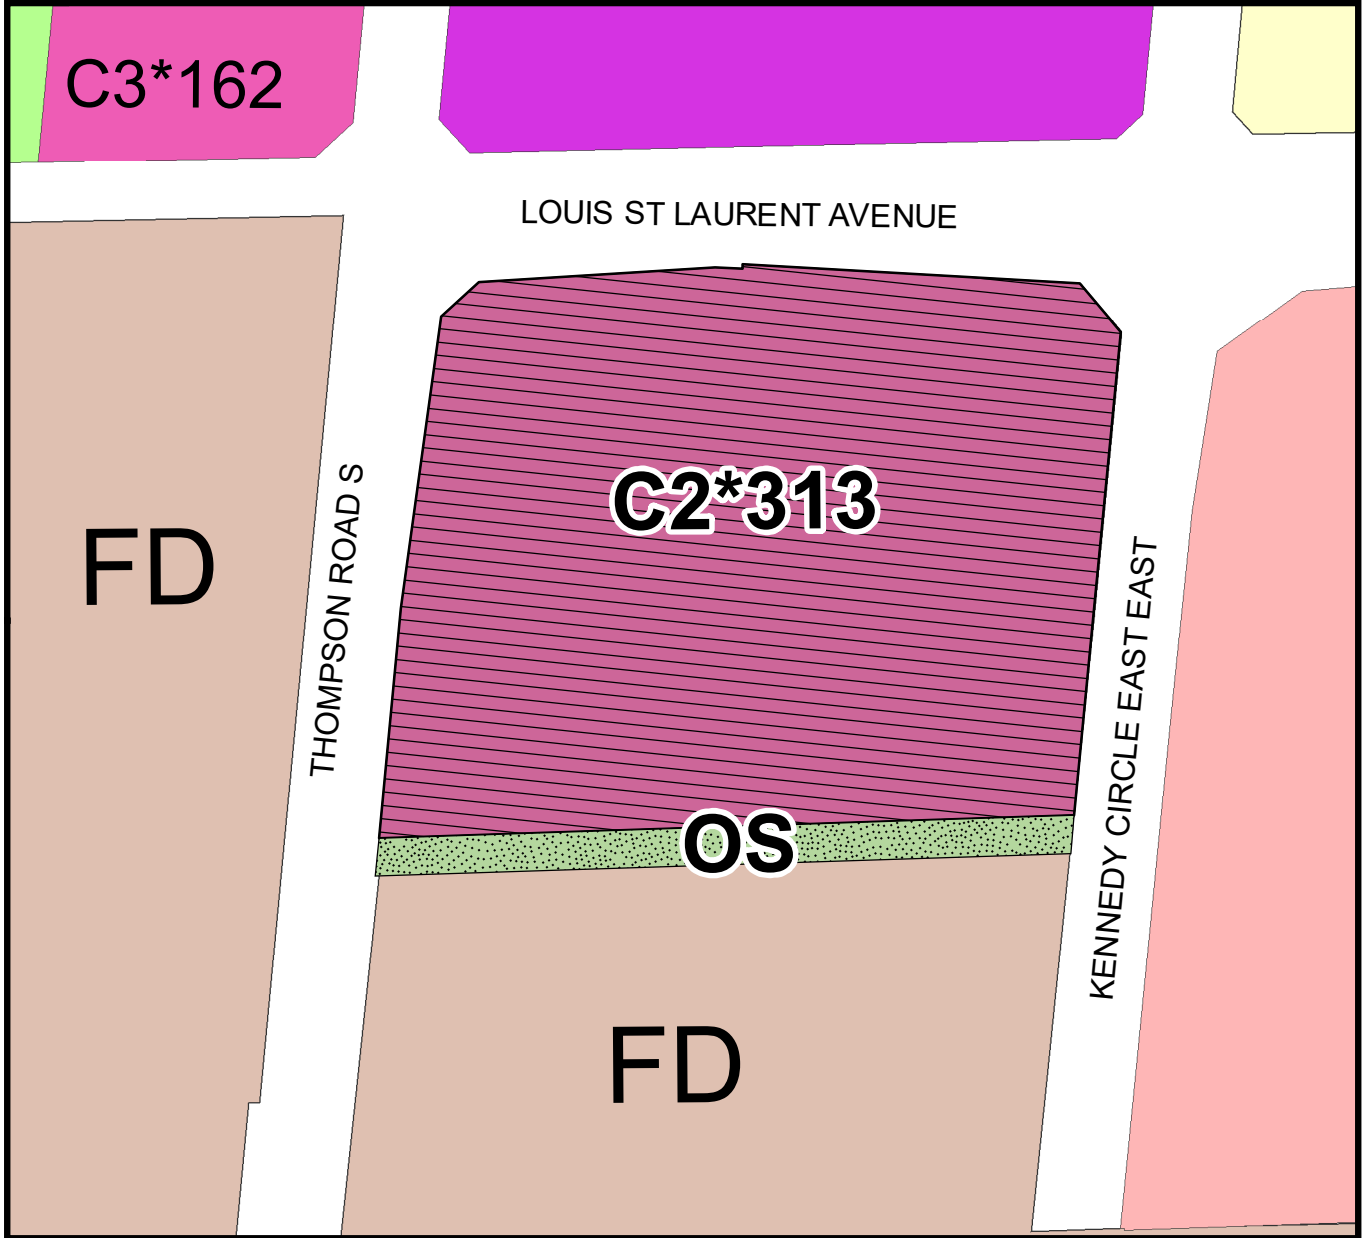 C3*162
LOUIS ST LAURENT AVENUE
THOMPSON ROAD S
C2*313
FD
KENNEDY CIRCLE EAST EAST
OS
FD